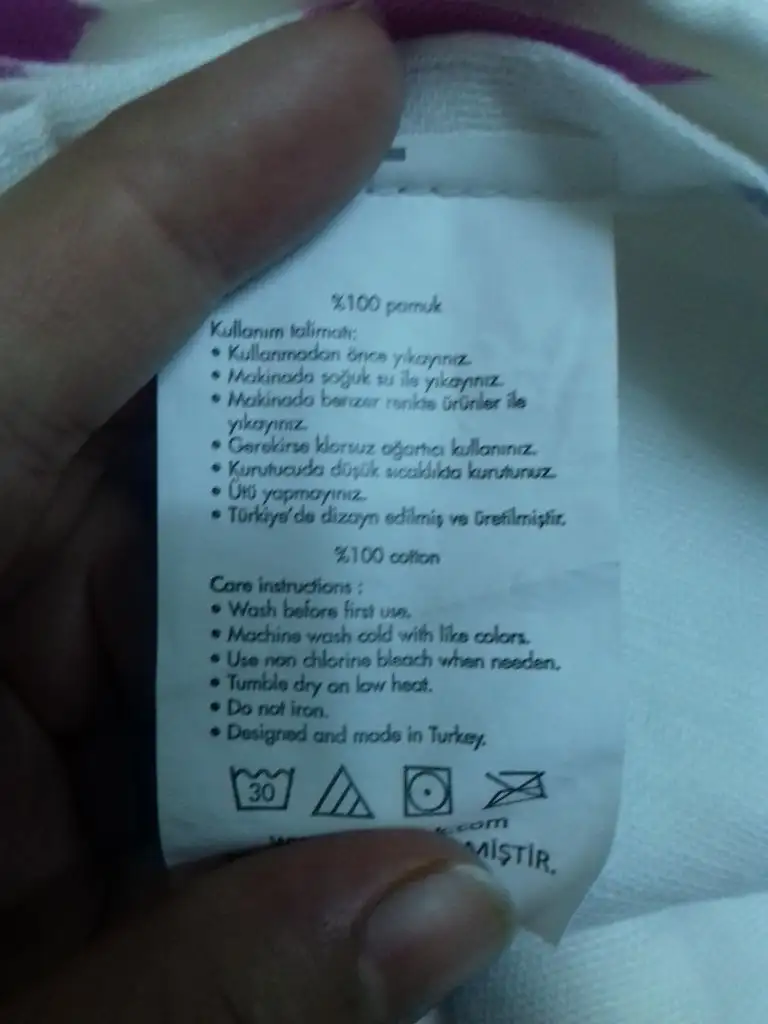 %100 pamuk
Kullanım talimatı:
• Kullanmadan önce yıkayınız.
• Makinada soğuk su ile yıkayınız.
• Makinada benzer renkte ürünler ile
yıkayınız.
• Gerekirse klorsuz ağartıcı kullanınız.
• Kurutucuda düşük sıcaklıkta kurutunuz.
• Ütü yapmayınız.
• Türkiye'de dizayn edilmiş ve üretilmiştir.
%100 cotton
Care instructions :
• Wash before first use.
• Machine wash cold with like colors.
• Use non chlorine bleach when needen.
• Tumble dry on low heat.
• Do not iron.
• Designed and made in Turkey.
30
.com
MİŞTİR.